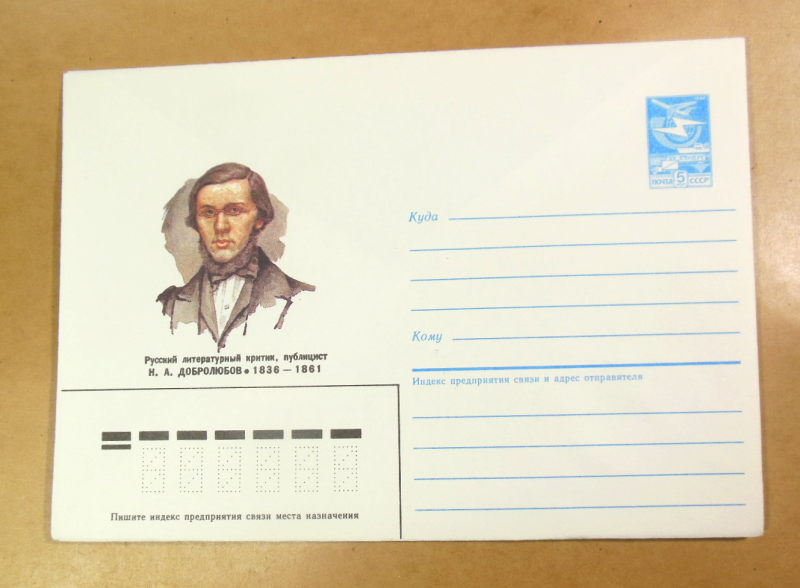 ПОЧТА 5 СССР
Куда
Кому
Индекс предприятия связи и адрес отправителя
Русский литературный критик, публицист
Н. А. ДОБРОЛЮБОВ • 1836 — 1861
Пишите индекс предприятия связи места назначения